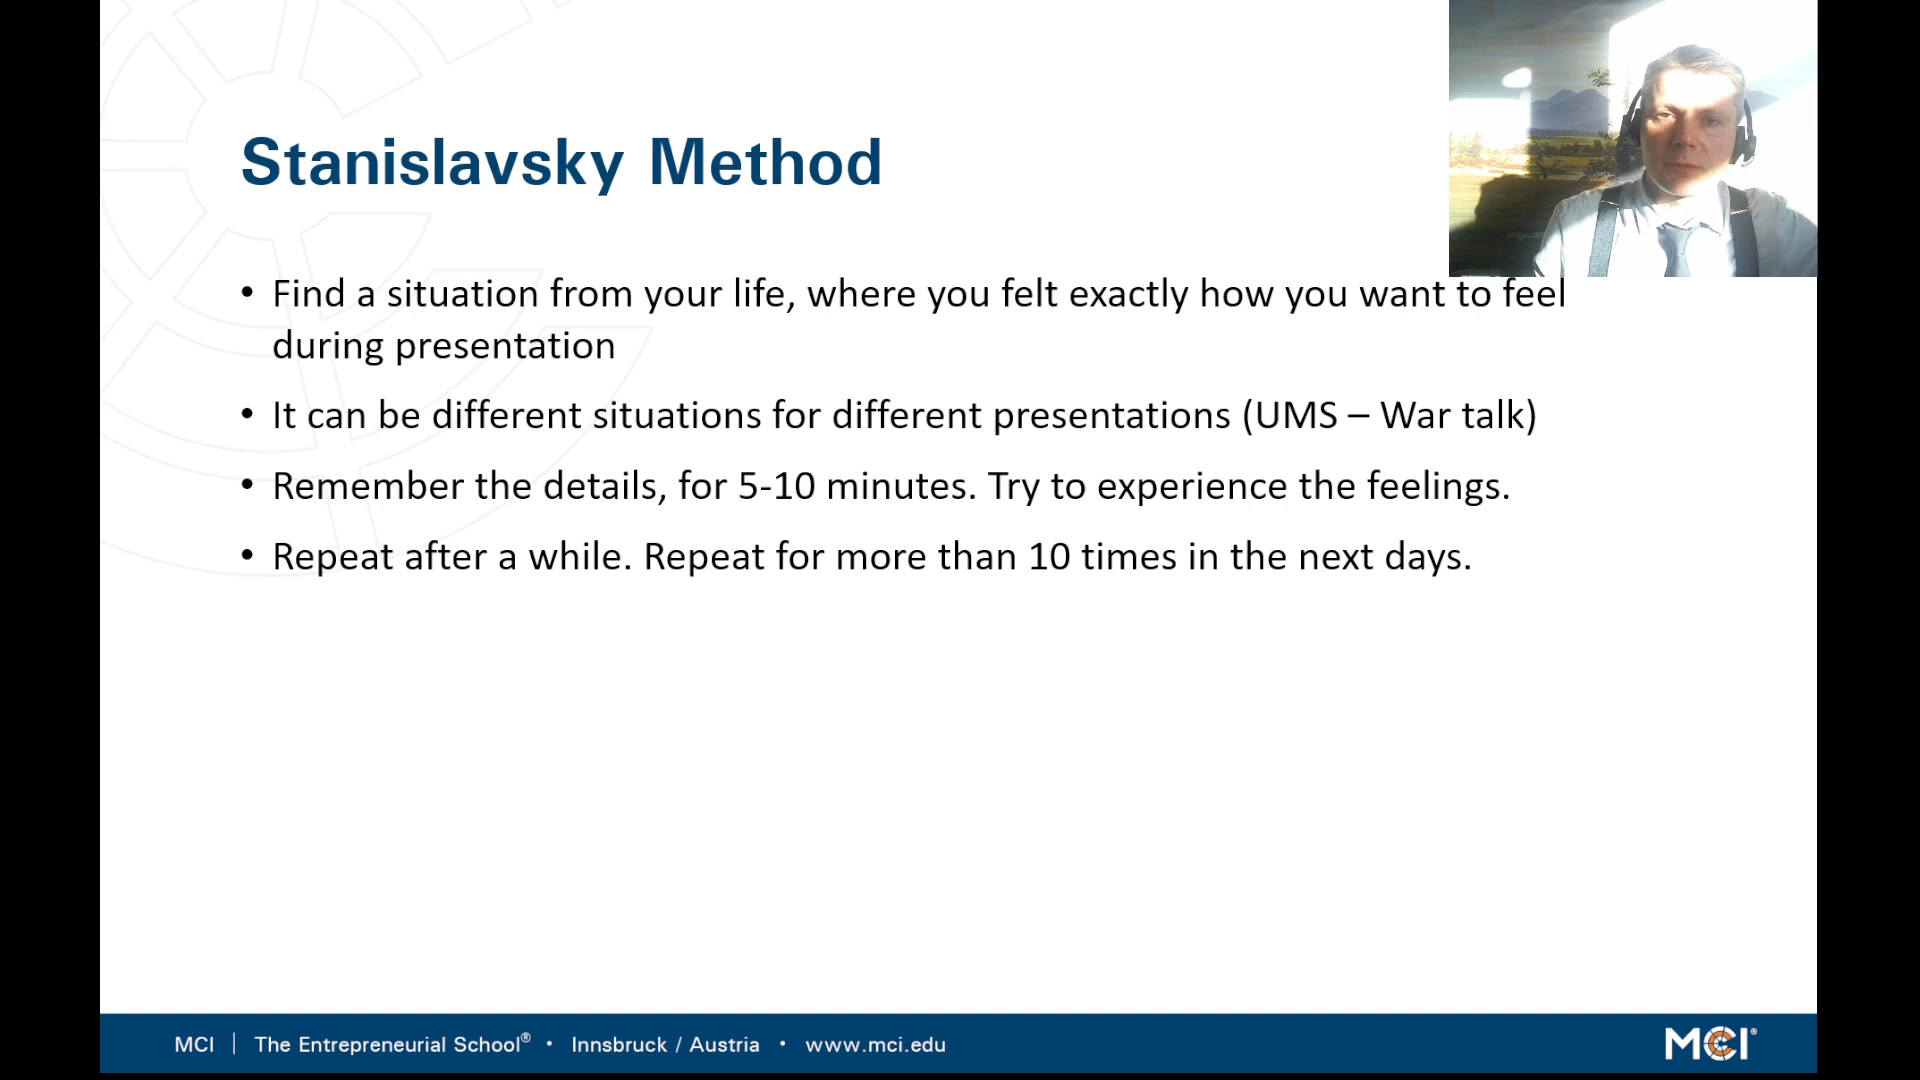 Stanislavsky Method
• Find a situation from your life, where you felt exactly how you want to feel
during presentation
• It can be different situations for different presentations (UMS – War talk)
• Remember the details, for 5-10 minutes. Try to experience the feelings.
• Repeat after a while. Repeat for more than 10 times in the next days.
MCI | The Entrepreneurial School® • Innsbruck / Austria • www.mci.edu
MCI®